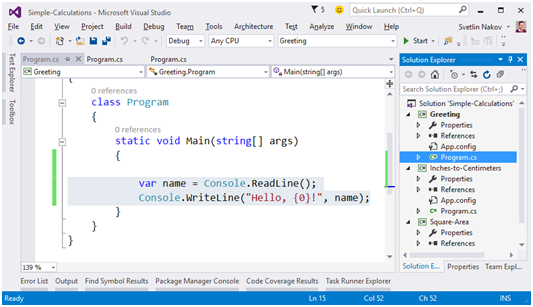 Simple-Calculations - Microsoft Visual Studio
5
Quick Launch (Ctrl+Q)
File Edit View Project Build Debug Team Tools Architecture Test Analyze Window Help
Svetlin Nakov
Debug Any CPU Greeting Start
Test Explorer
Toolbox
Program.cs Program.cs Program.cs
Greeting Greeting.Program Main(string[] args)
{
0 references
class Program
{
0 references
static void Main(string[] args)
{
var name = Console.ReadLine();
Console.WriteLine("Hello, {0}!", name);
}
}
}
139 %
Solution Explorer
Search Solution Explorer (Ctrl+;)
Solution 'Simple-Calculations'
Greeting
Properties
References
App.config
Program.cs
Inches-to-Centimeters
Properties
References
App.config
Program.cs
Square-Area
Properties
References
Solution E... Properties Team Expl...
Error List Output Find Symbol Results Package Manager Console Code Coverage Results Task Runner Explorer
Ready Ln 15 Col 52 Ch 52 INS